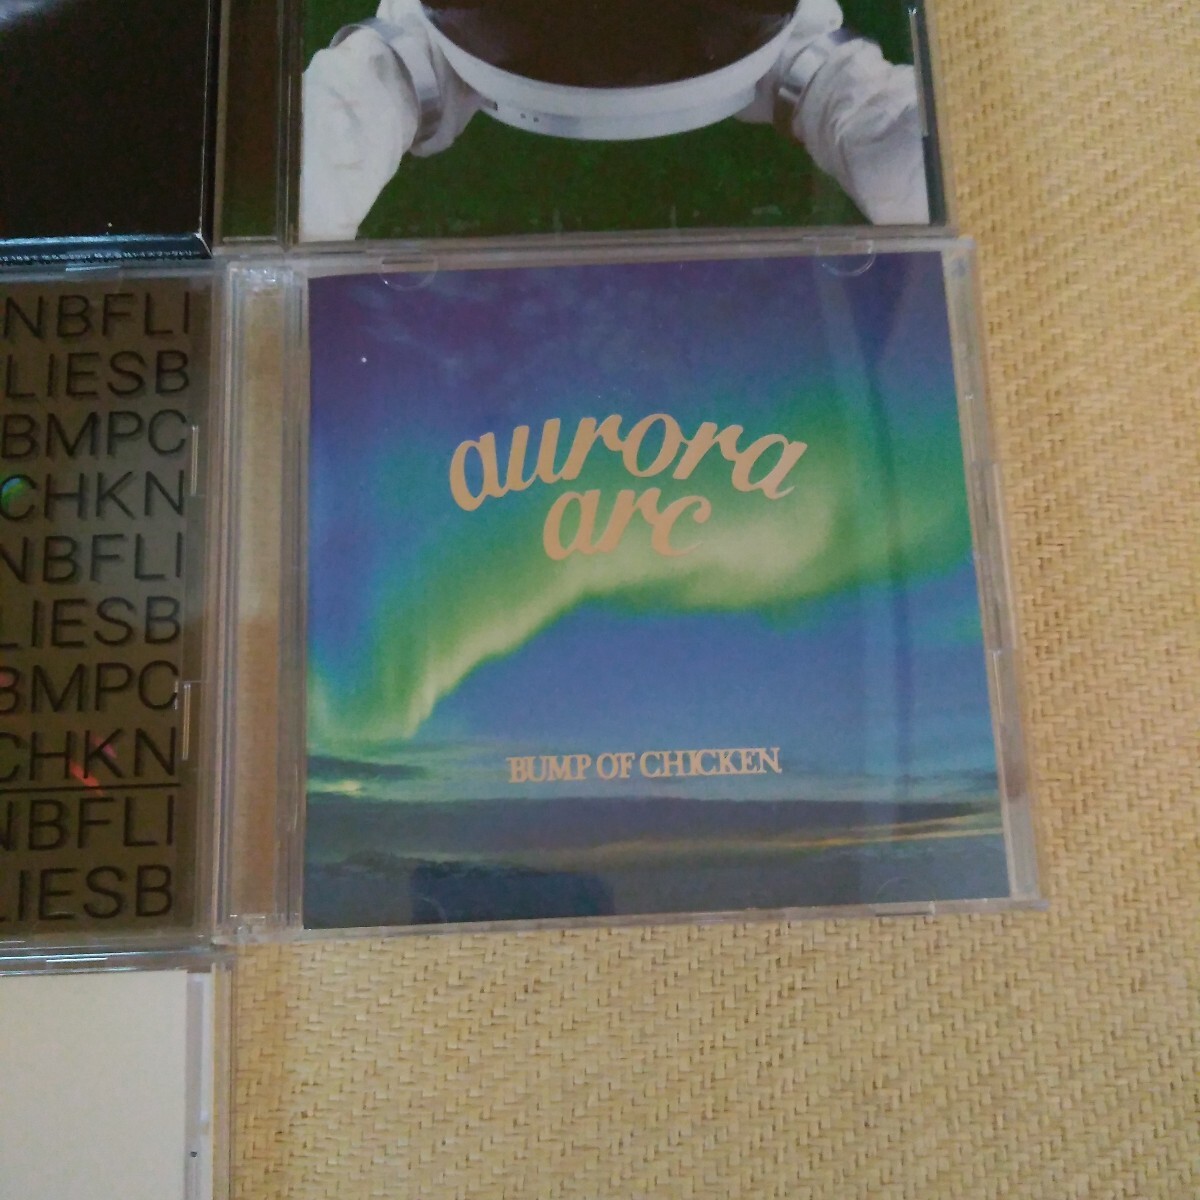 NBFLI
LIESB
BMPC
CHKN
NBFLI
LIESB
BMPC
CHKN
NBFLI
LIESB
aurora
arc
BUMP OF CHICKEN